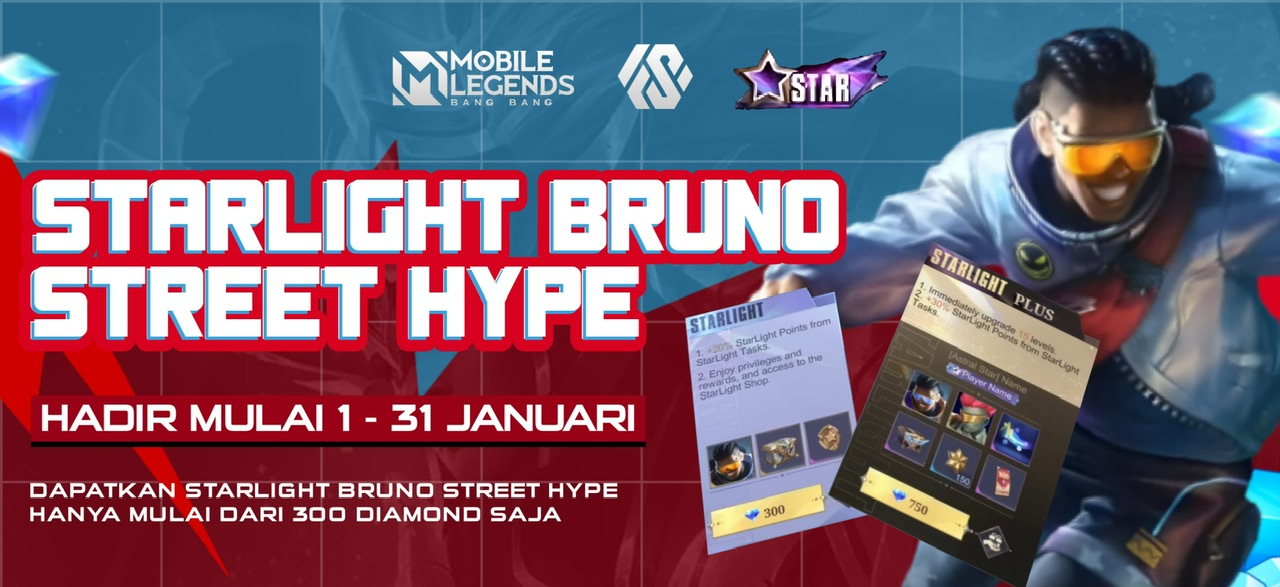 MOBILE
LEGENDS
BANG BANG
STAR
STARLIGHT BRUNO
STREET HYPE
HADIR MULAI 1 - 31 JANUARI
DAPATKAN STARLIGHT BRUNO STREET HYPE
HANYA MULAI DARI 300 DIAMOND SAJA
STARLIGHT
1. +20% StarLight Points from
StarLight Tasks.
2. Enjoy privileges and
rewards, and access to the
StarLight Shop.
300
STARLIGHT PLUS
1. Immediately upgrade 15 levels.
2. +30% StarLight Points from StarLight
Tasks.
[Astral Star] Name
Player Name
150
750